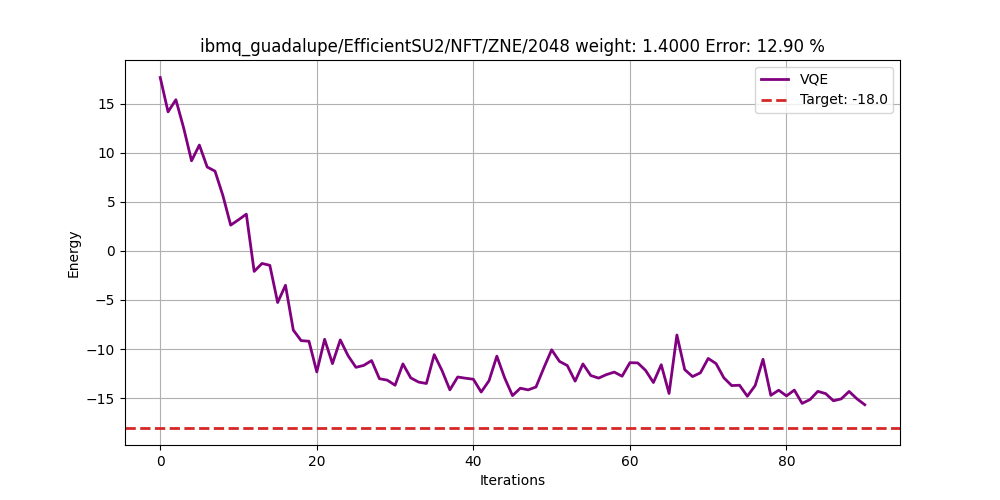 ibmq_guadalupe/EfficientSU2/NFT/ZNE/2048 weight: 1.4000 Error: 12.90 %
VQE
Target: -18.0
15
10
5
0
−5
−10
−15
Energy
0 20 40 60 80
Iterations